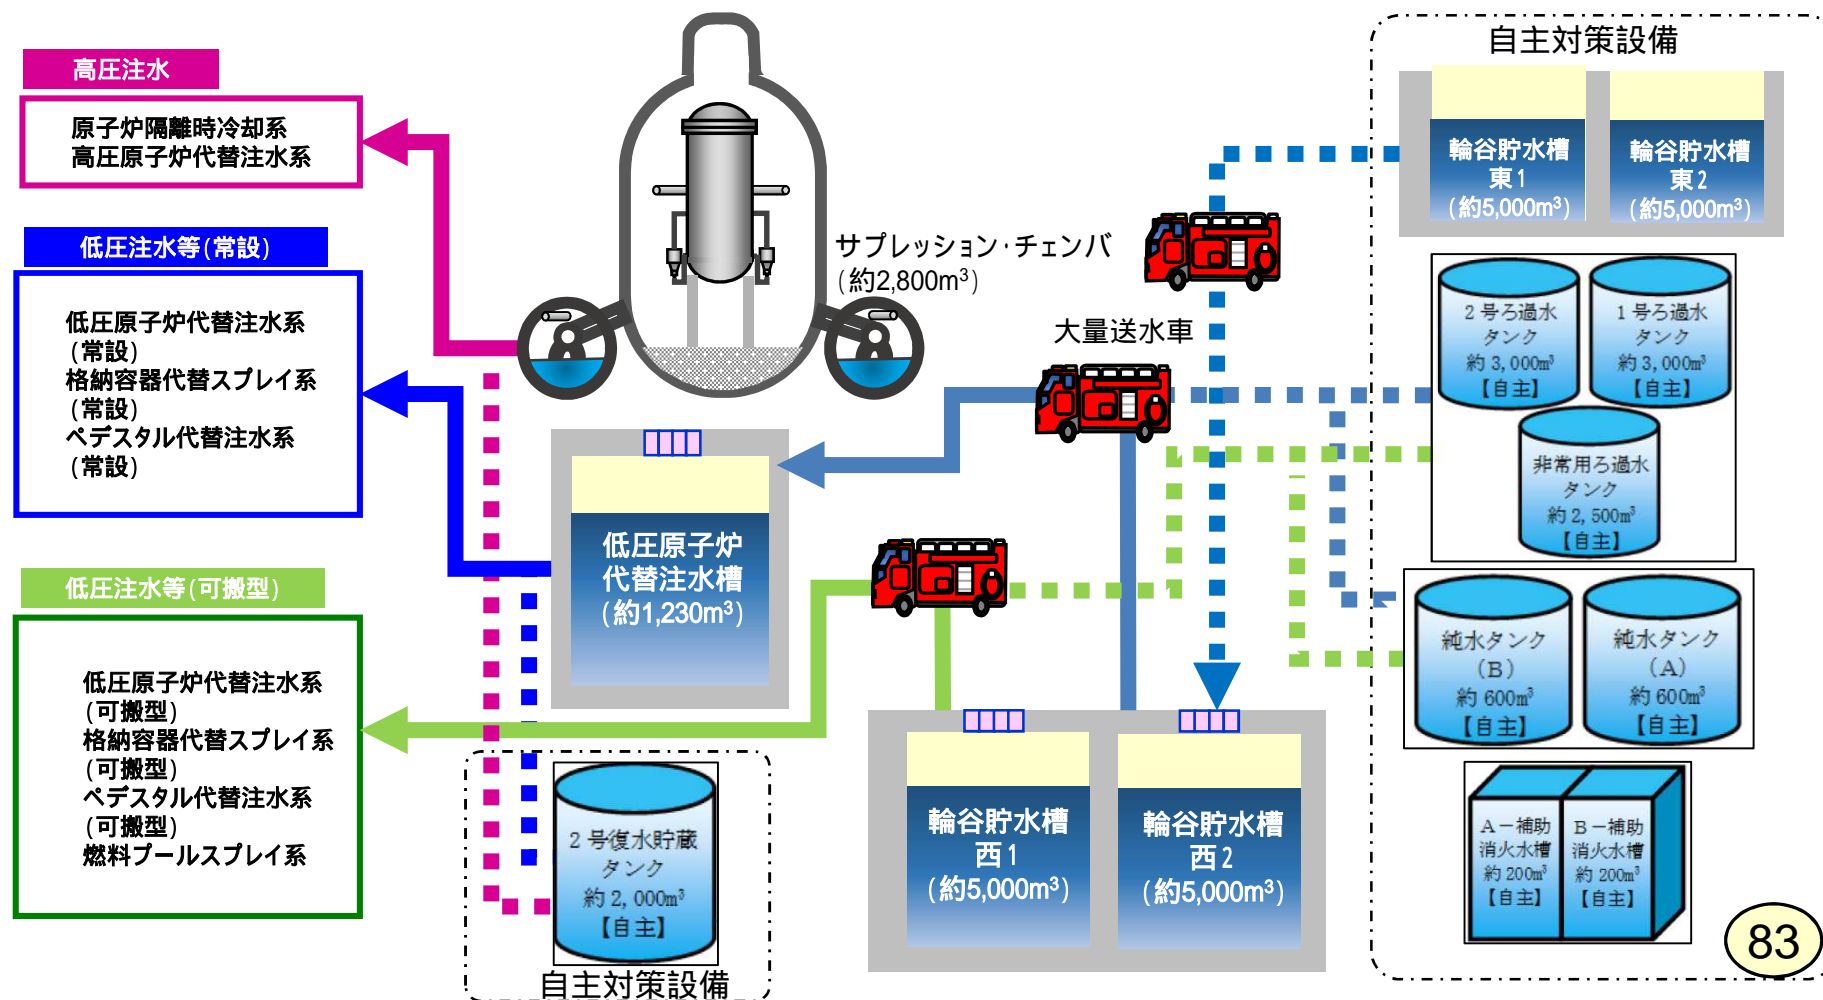 高圧注水
原子炉隔離時冷却系
高圧原子炉代替注水系
低圧注水等(常設)
低圧原子炉代替注水系
(常設)
格納容器代替スプレイ系
(常設)
ペデスタル代替注水系
(常設)
低圧注水等(可搬型)
低圧原子炉代替注水系
(可搬型)
格納容器代替スプレイ系
(可搬型)
ペデスタル代替注水系
(可搬型)
燃料プールスプレイ系
サプレッション・チェンバ
(約2,800m³)
大量送水車
低圧原子炉
代替注水槽
(約1,230m³)
2号復水貯蔵
タンク
約2,000m³
【自主】
自主対策設備
輪谷貯水槽
西1
(約5,000m³)
輪谷貯水槽
西2
(約5,000m³)
自主対策設備
輪谷貯水槽
東1
(約5,000m³)
輪谷貯水槽
東2
(約5,000m³)
2号ろ過水
タンク
約3,000m³
【自主】
1号ろ過水
タンク
約3,000m³
【自主】
非常用ろ過水
タンク
約2,500m³
【自主】
純水タンク
(B)
約600m³
【自主】
純水タンク
(A)
約600m³
【自主】
A-補助
消火水槽
約200m³
【自主】
B-補助
消火水槽
約200m³
【自主】
83